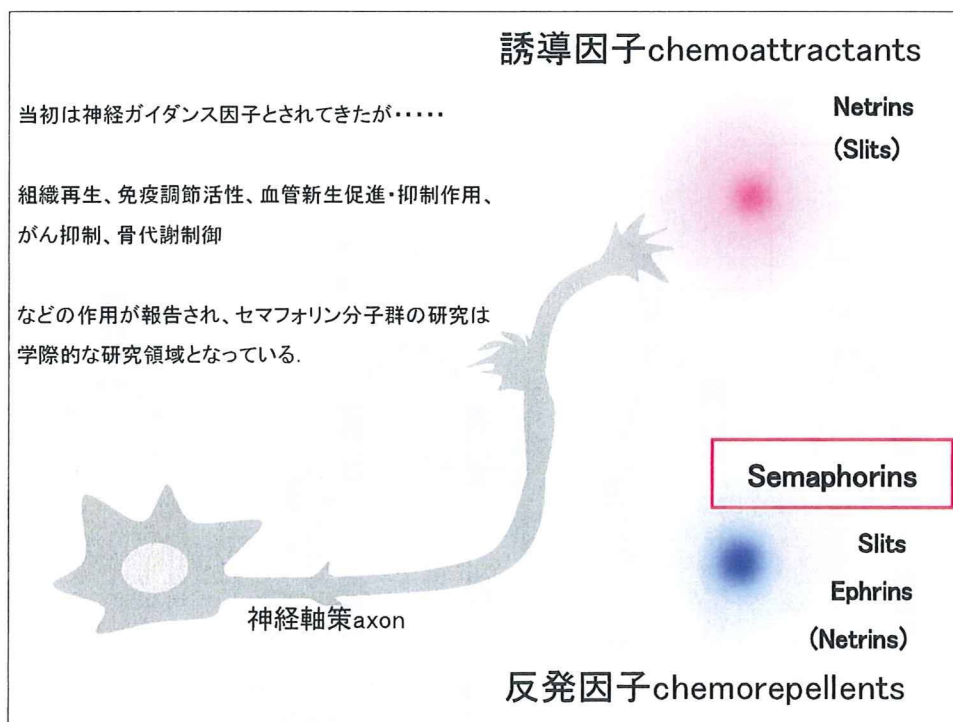 誘導因子chemoattractants
当初は神経ガイダンス因子とされてきたが・・・・・
組織再生、免疫調節活性、血管新生促進・抑制作用、
がん抑制、骨代謝制御
などの作用が報告され、セマフォリン分子群の研究は
学際的な研究領域となっている.
Netrins
(Slits)
Semaphorins
Slits
Ephrins
(Netrins)
神経軸策axon
反発因子chemorepellents